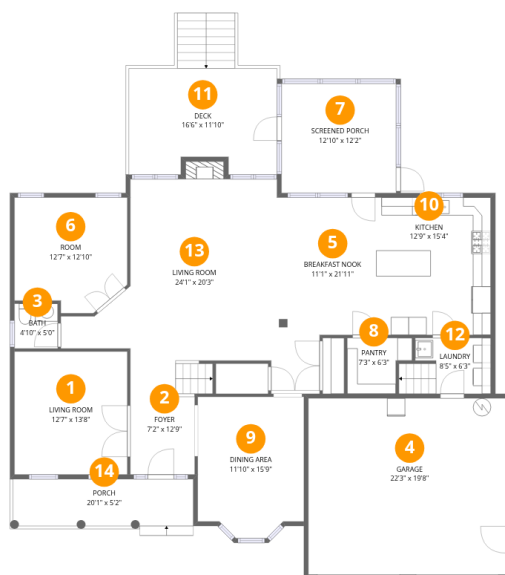 11
DECK
16'6" x 11'10"
7
SCREENED PORCH
12'10" x 12'2"
10
KITCHEN
12'9" x 15'4"
6
ROOM
12'7" x 12'10"
13
LIVING ROOM
24'1" x 20'3"
5
BREAKFAST NOOK
11'1" x 21'11"
3
BATH
4'10" x 5'0"
8
PANTRY
7'3" x 6'3"
12
LAUNDRY
8'5" x 6'3"
1
LIVING ROOM
12'7" x 13'8"
2
FOYER
7'2" x 12'9"
9
DINING AREA
11'10" x 15'9"
4
GARAGE
22'3" x 19'8"
14
PORCH
20'1" x 5'2"